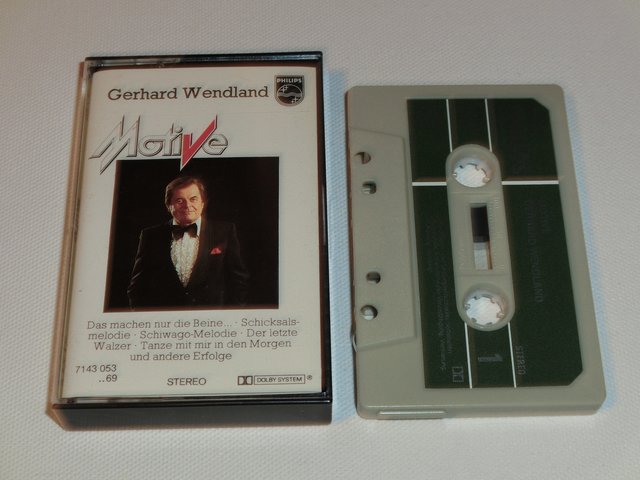 Gerhard Wendland
PHILIPS
Motive
Das machen nur die Beine... · Schicksals-
melodie · Schiwago-Melodie · Der letzte
Walzer · Tanze mit mir in den Morgen
und andere Erfolge
7143 053
..69
STEREO
DOLBY SYSTEM ®
STEREO